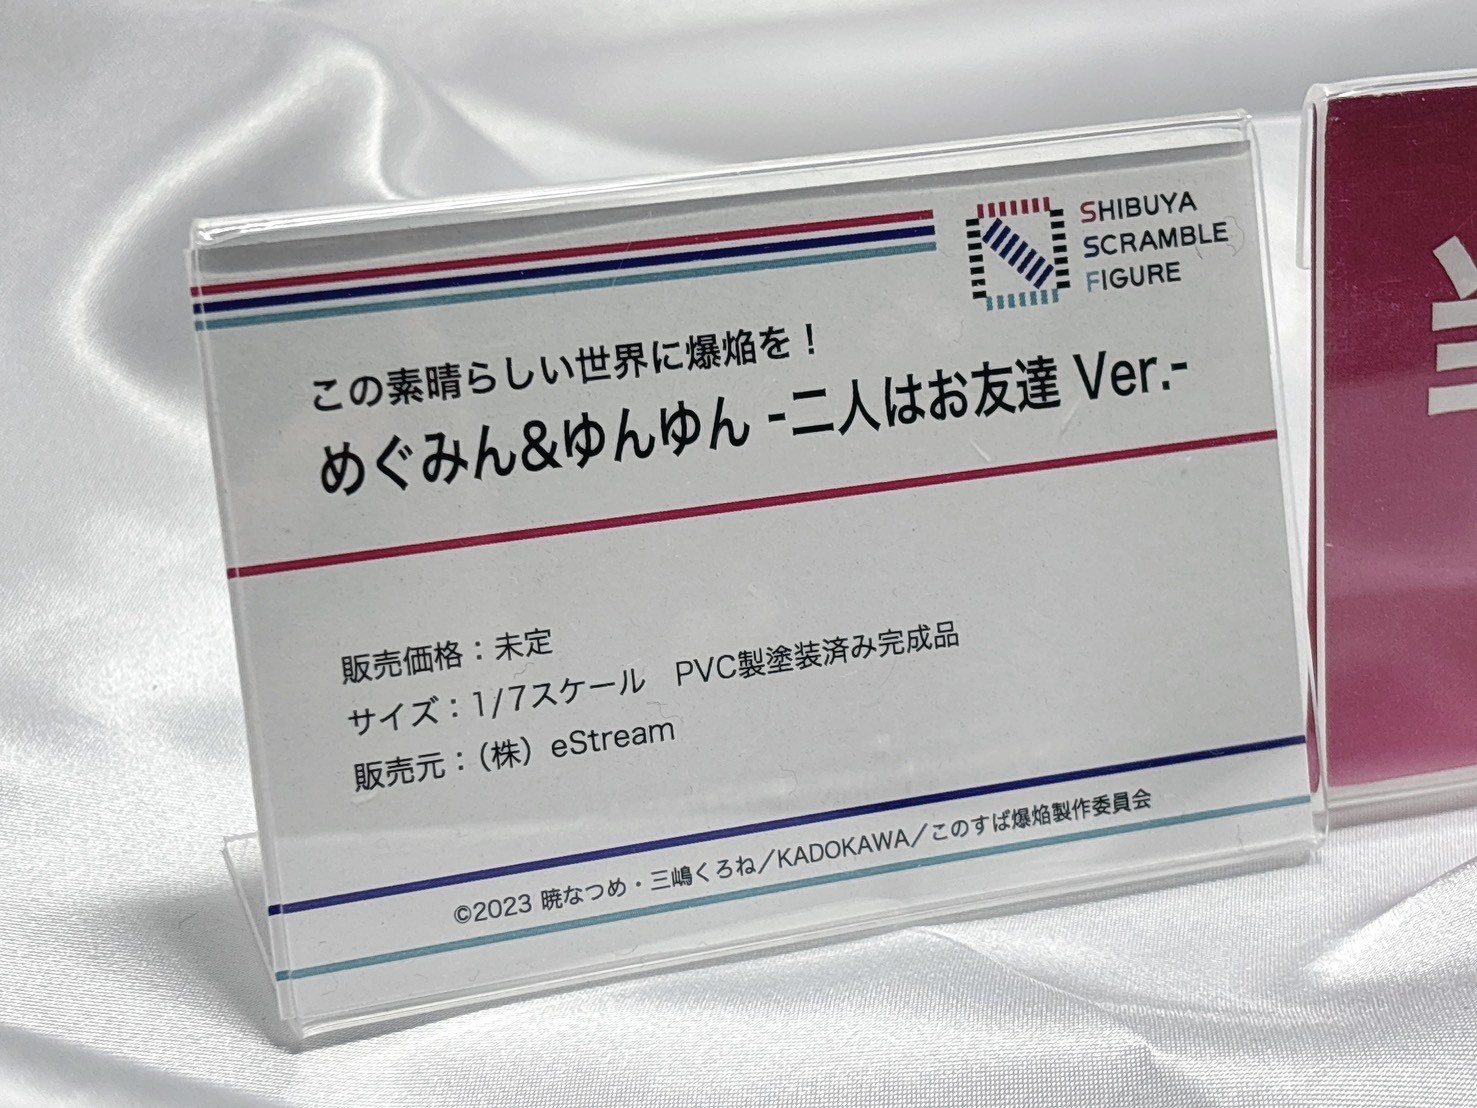 SHIBUYA
SCRAMBLE
FIGURE
この素晴らしい世界に爆焔を！
めぐみん&ゆんゆん -二人はお友達 Ver.-
販売価格：未定
サイズ：1/7スケール　PVC製塗装済み完成品
販売元：（株）eStream
©2023 暁なつめ・三嶋くろね／KADOKAWA／このすば爆焔製作委員会